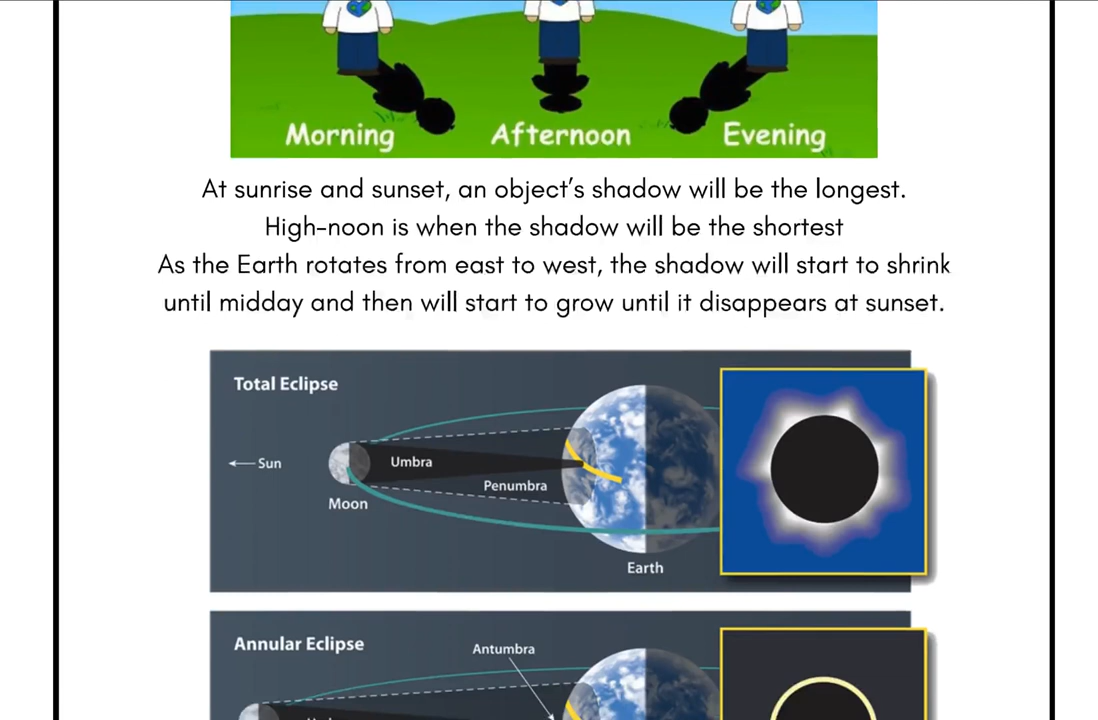 Morning Afternoon Evening
At sunrise and sunset, an object's shadow will be the longest.
High-noon is when the shadow will be the shortest
As the Earth rotates from east to west, the shadow will start to shrink
until midday and then will start to grow until it disappears at sunset.
Total Eclipse
Sun
Umbra
Penumbra
Moon
Earth
Annular Eclipse
Antumbra